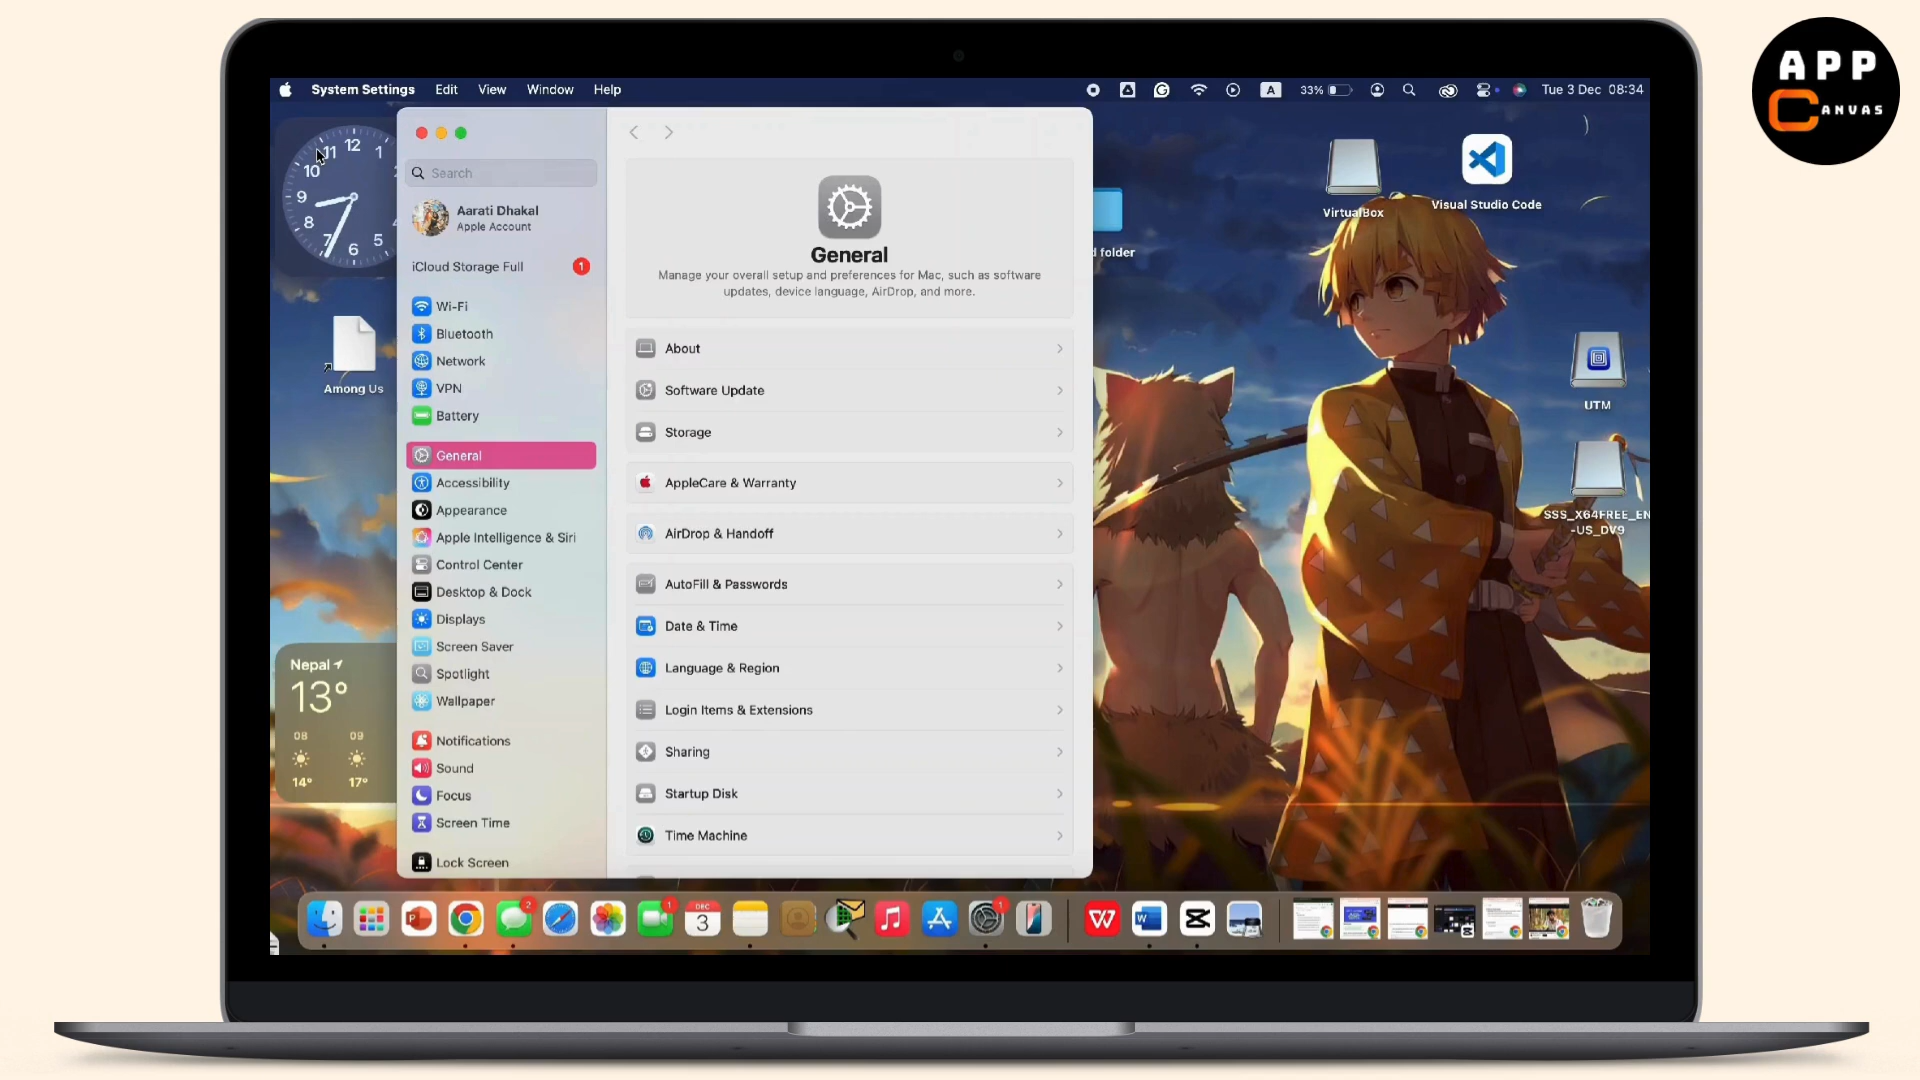 APP
CANVAS
System Settings Edit View Window Help
A 33% Tue 3 Dec 08:34
12
11 1
10
9
8
7 5
6
Search
Aarati Dhakal
Apple Account
iCloud Storage Full 1
Wi-Fi
Bluetooth
Network
VPN
Battery
General
Accessibility
Appearance
Apple Intelligence & Siri
Control Center
Desktop & Dock
Displays
Screen Saver
Spotlight
Wallpaper
Notifications
Sound
Focus
Screen Time
Lock Screen
General
Manage your overall setup and preferences for Mac, such as software
updates, device language, AirDrop, and more.
About
Software Update
Storage
AppleCare & Warranty
AirDrop & Handoff
AutoFill & Passwords
Date & Time
Language & Region
Login Items & Extensions
Sharing
Startup Disk
Time Machine
Among Us
Nepal
13°
08 09
14° 17°
d folder
VirtualBox
Visual Studio Code
UTM
SSS_X64FREE_EN
-US_DV9
P 2 1 DEC 3 1 W W